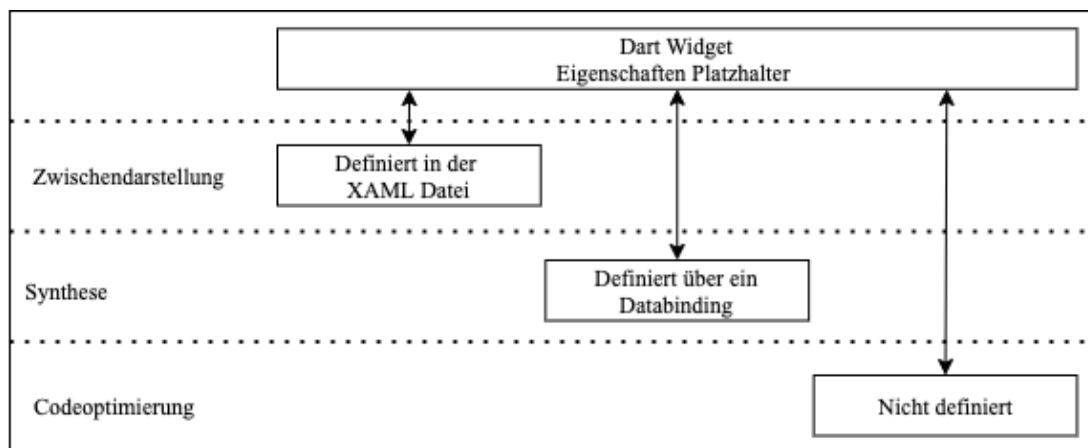 Dart Widget
Eigenschaften Platzhalter
Zwischendarstellung
Definiert in der
XAML Datei
Synthese
Definiert über ein
Databinding
Codeoptimierung
Nicht definiert